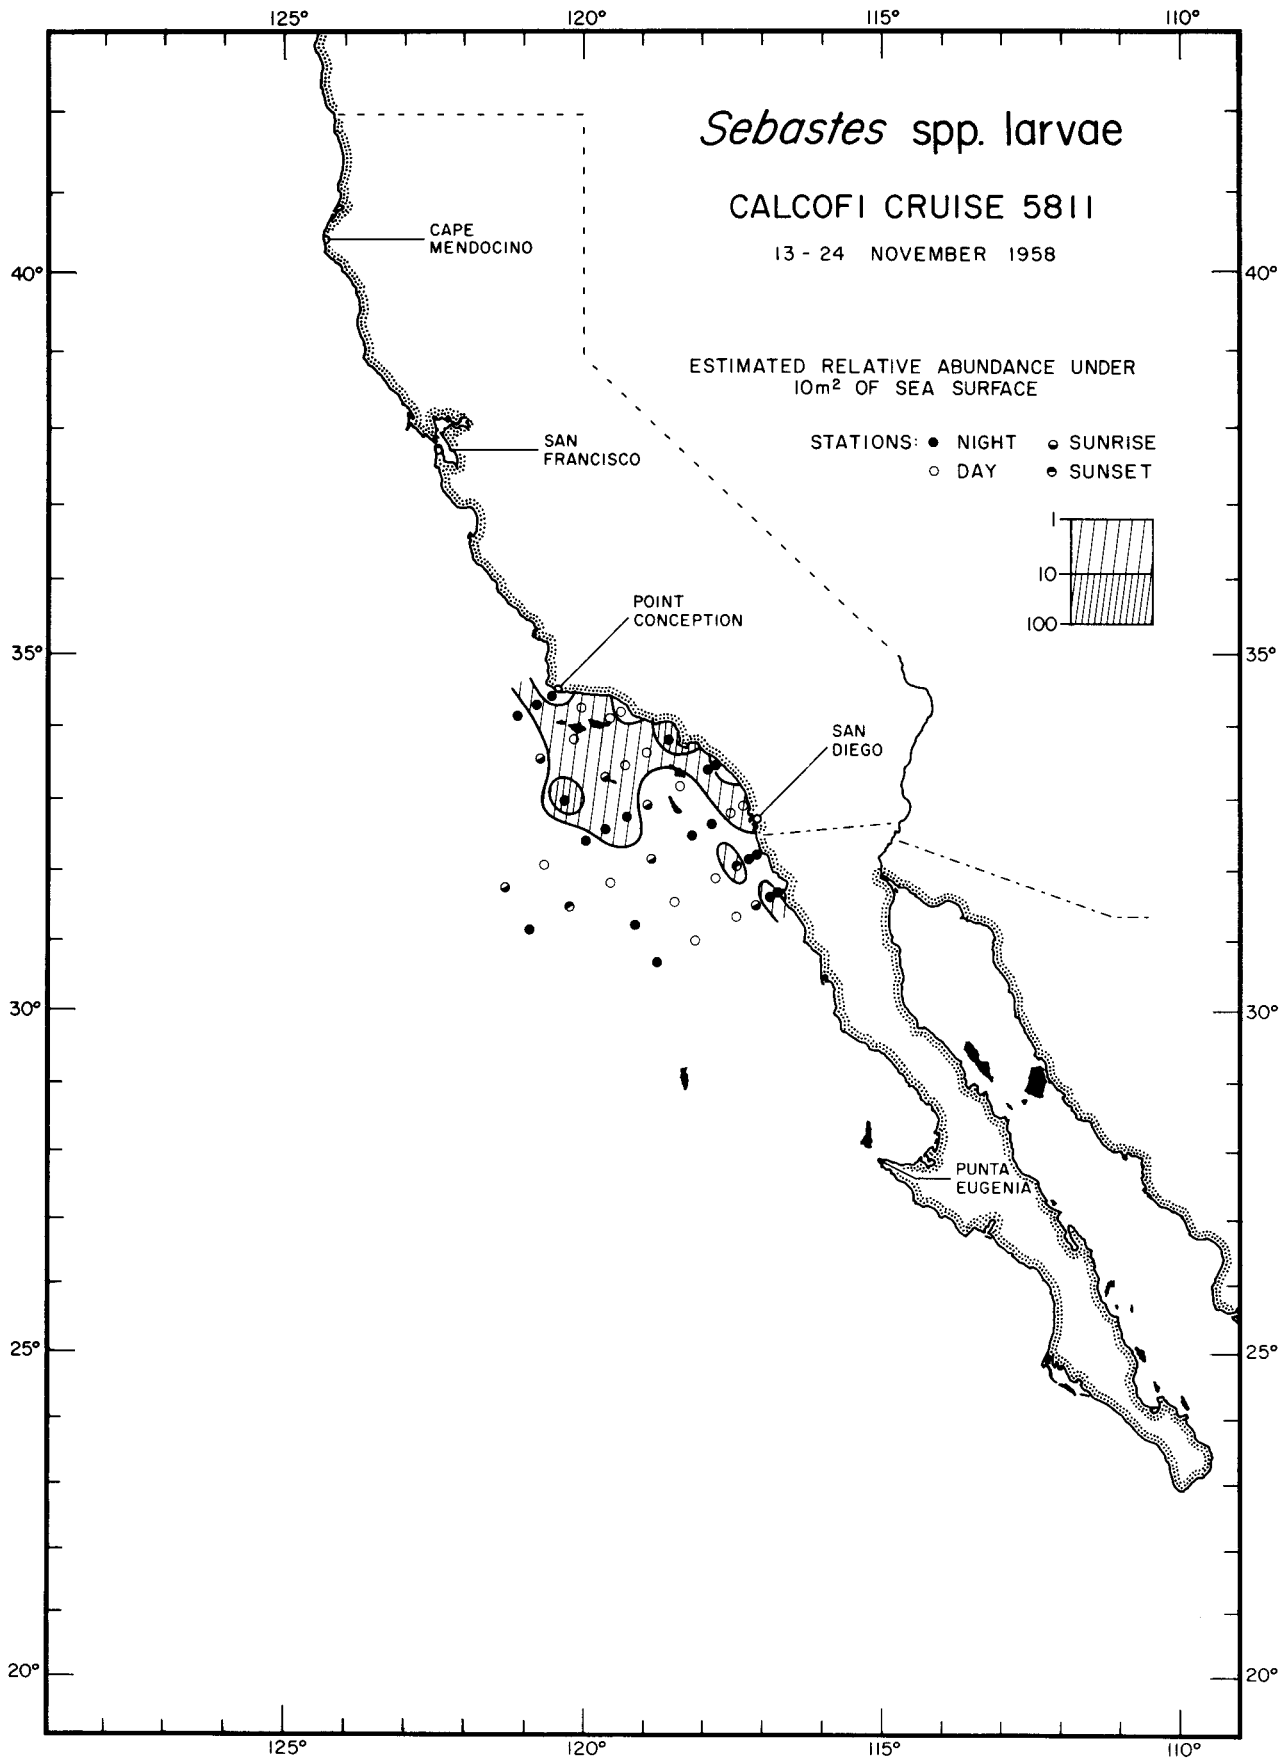 125° 120° 115° 110°
Sebastes spp. larvae
CALCOFI CRUISE 5811
13-24 NOVEMBER 1958
CAPE
MENDOCINO
40° 40°
ESTIMATED RELATIVE ABUNDANCE UNDER
10m² OF SEA SURFACE
STATIONS: ● NIGHT ◒ SUNRISE
○ DAY ◓ SUNSET
SAN
FRANCISCO
1
10
100
POINT
CONCEPTION
35° 35°
SAN
DIEGO
30° 30°
PUNTA
EUGENIA
25° 25°
20° 20°
125° 120° 115° 110°